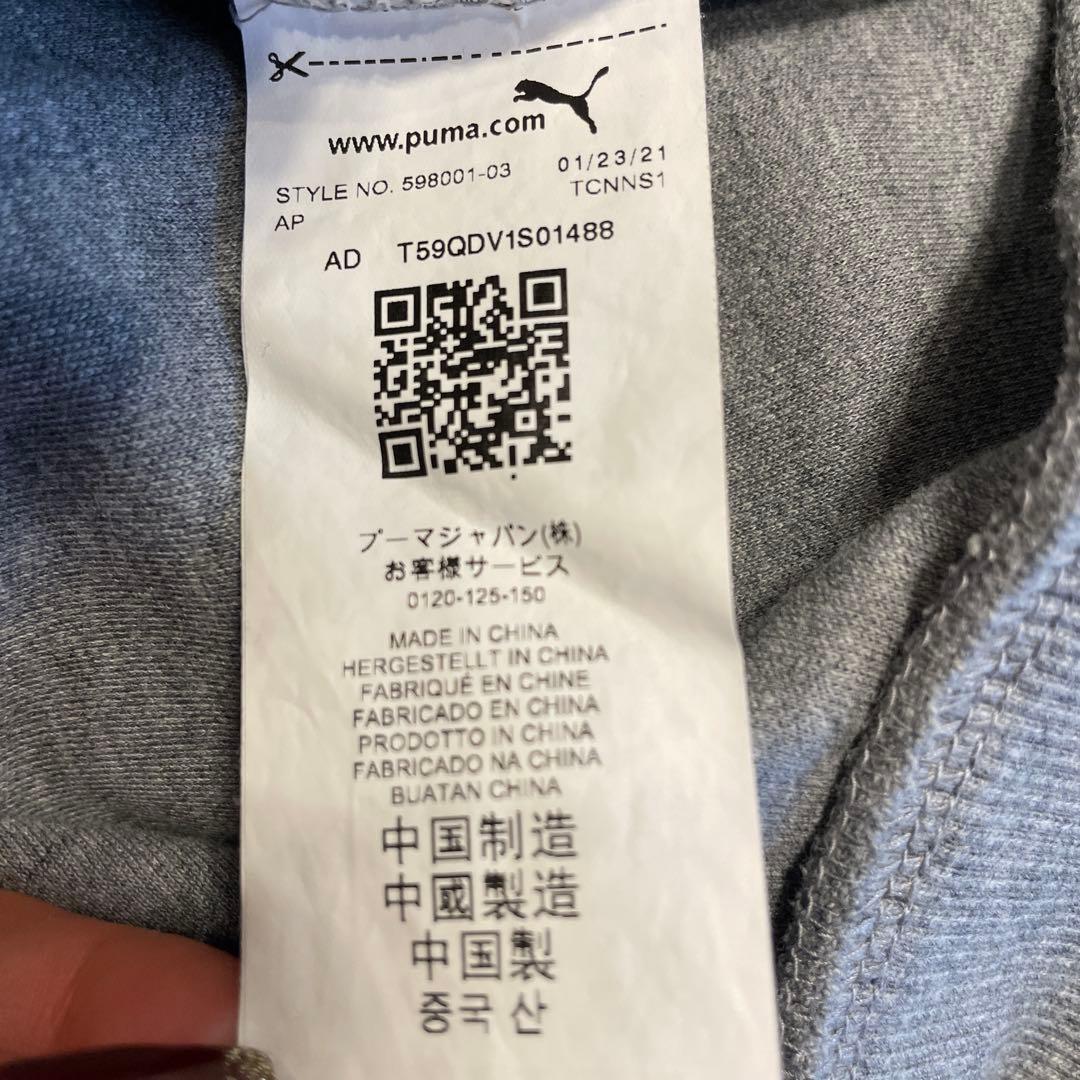 www.puma.com
STYLE NO. 598001-03 01/23/21
AP TCNNS1
AD T59QDV1S01488
プーマジャパン(株)
お客様サービス
0120-125-150
MADE IN CHINA
HERGESTELLT IN CHINA
FABRIQUÉ EN CHINE
FABRICADO EN CHINA
PRODOTTO IN CHINA
FABRICADO NA CHINA
BUATAN CHINA
中国制造
中國製造
中国製
중국 산